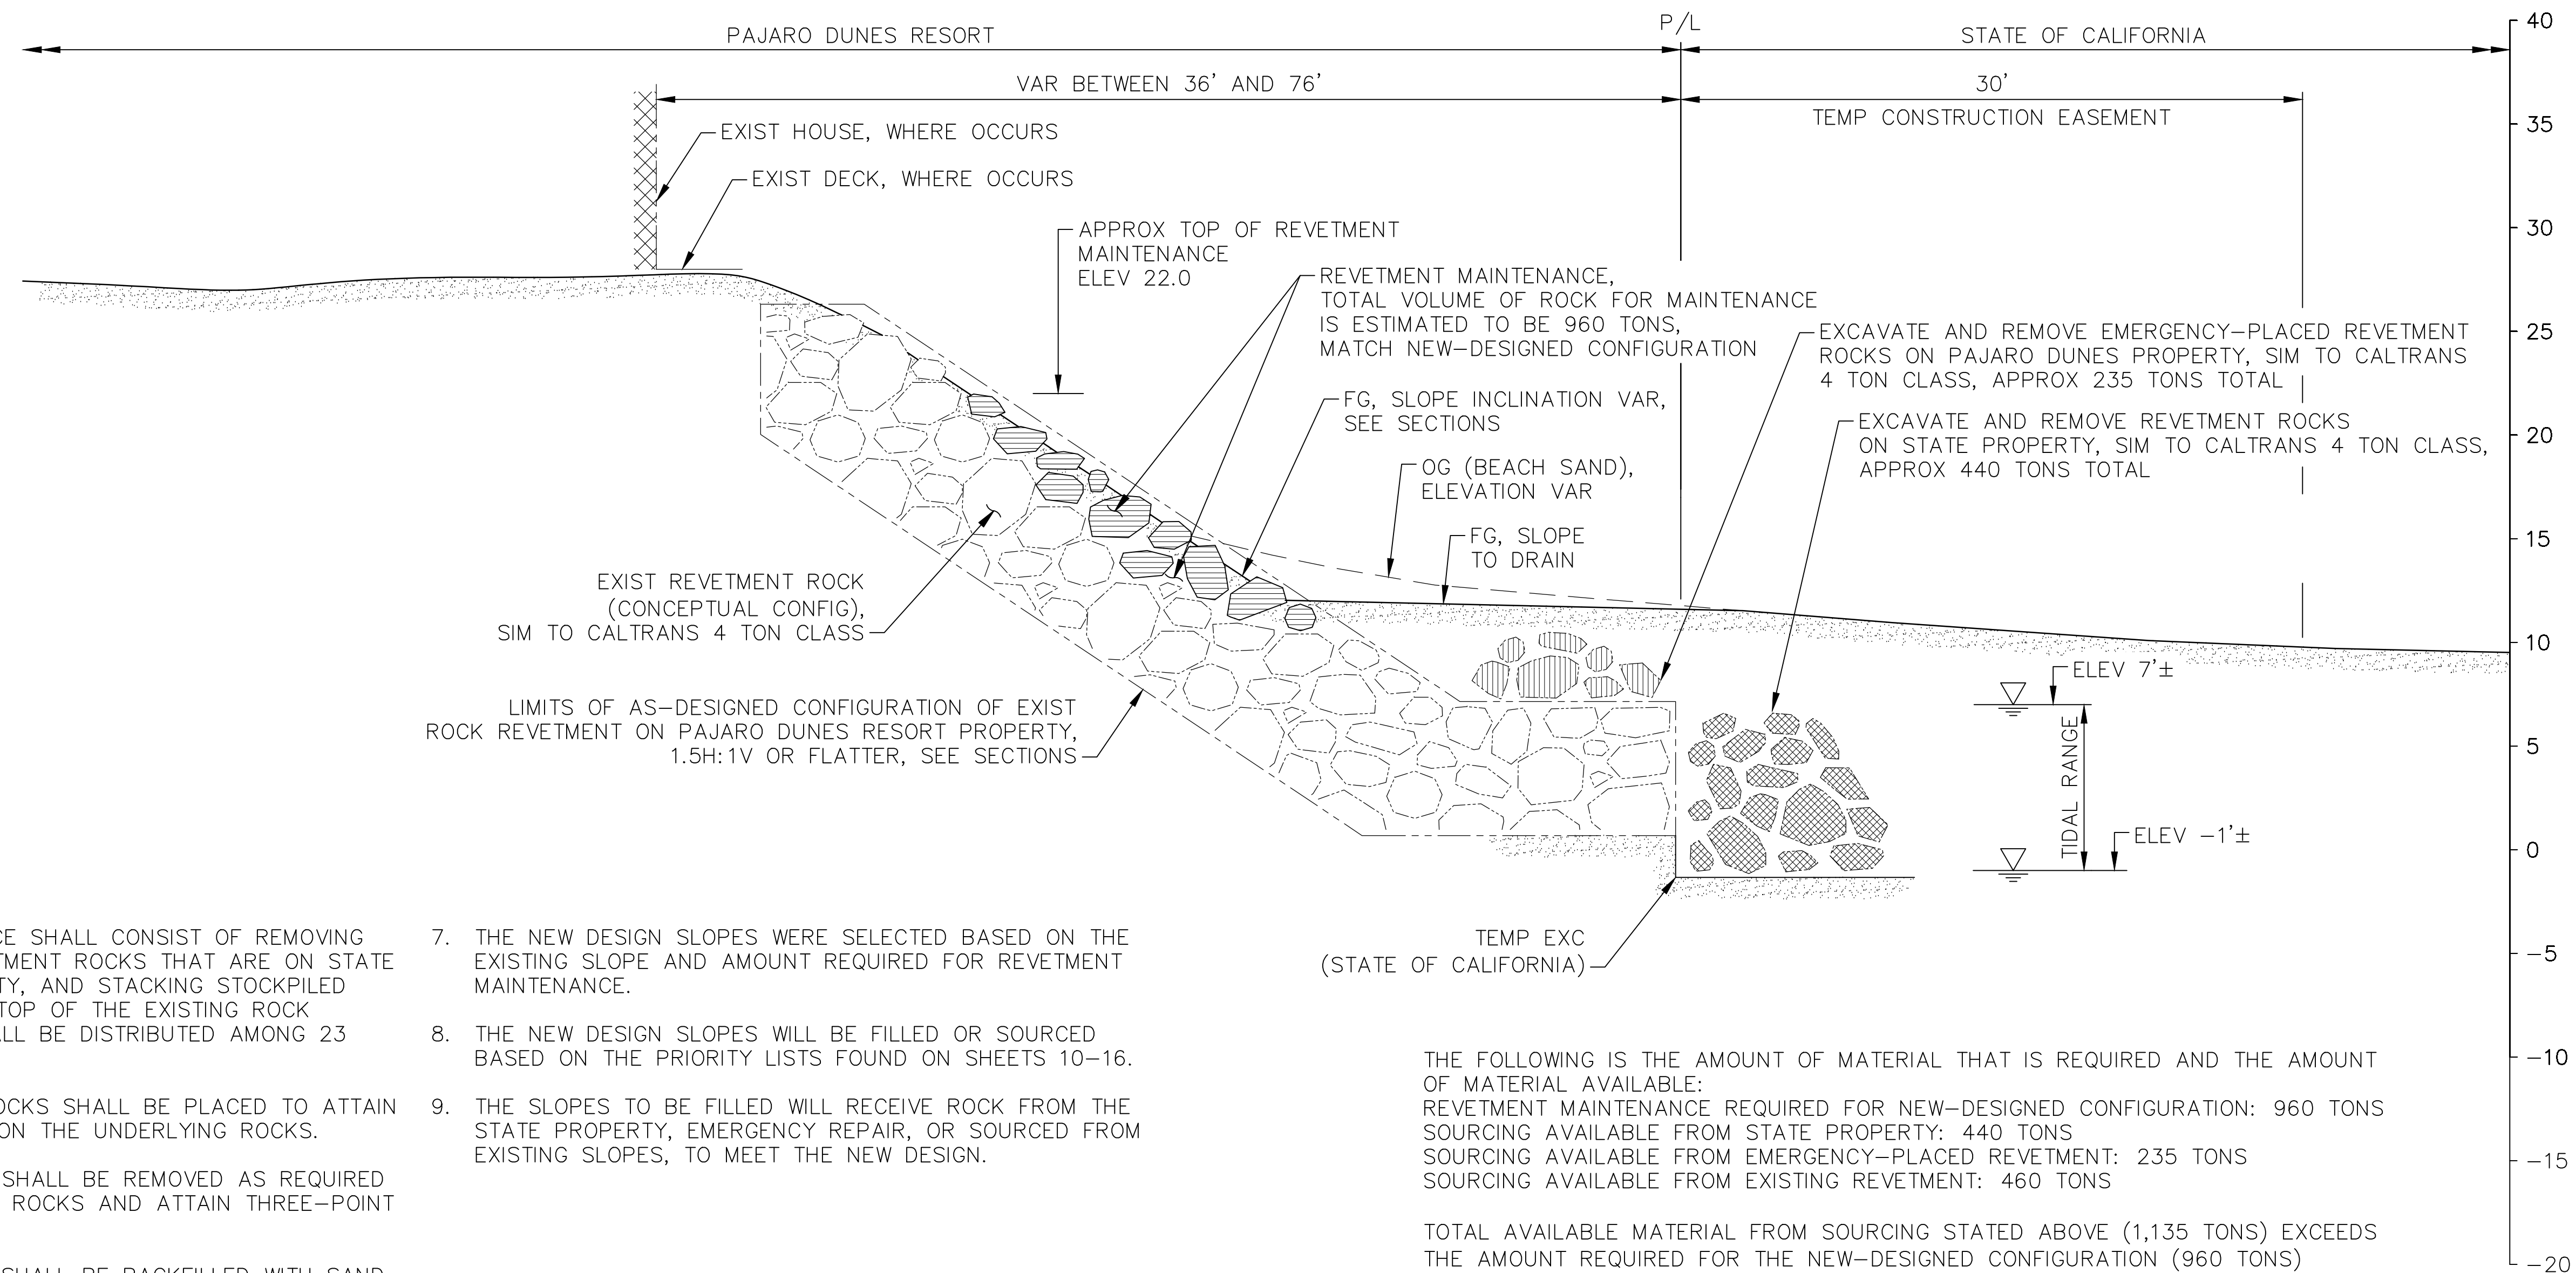 PAJARO DUNES RESORT
P/L
STATE OF CALIFORNIA
VAR BETWEEN 36' AND 76'
30'
TEMP CONSTRUCTION EASEMENT
EXIST HOUSE, WHERE OCCURS
EXIST DECK, WHERE OCCURS
APPROX TOP OF REVETMENT
MAINTENANCE
ELEV 22.0
REVETMENT MAINTENANCE,
TOTAL VOLUME OF ROCK FOR MAINTENANCE
IS ESTIMATED TO BE 960 TONS,
MATCH NEW-DESIGNED CONFIGURATION
EXCAVATE AND REMOVE EMERGENCY-PLACED REVETMENT
ROCKS ON PAJARO DUNES PROPERTY, SIM TO CALTRANS
4 TON CLASS, APPROX 235 TONS TOTAL
FG, SLOPE INCLINATION VAR,
SEE SECTIONS
EXCAVATE AND REMOVE REVETMENT ROCKS
ON STATE PROPERTY, SIM TO CALTRANS 4 TON CLASS,
APPROX 440 TONS TOTAL
OG (BEACH SAND),
ELEVATION VAR
FG, SLOPE
TO DRAIN
EXIST REVETMENT ROCK
(CONCEPTUAL CONFIG),
SIM TO CALTRANS 4 TON CLASS
LIMITS OF AS-DESIGNED CONFIGURATION OF EXIST
ROCK REVETMENT ON PAJARO DUNES RESORT PROPERTY,
1.5H:1V OR FLATTER, SEE SECTIONS
ELEV 7'±
TIDAL RANGE
ELEV -1'±
TEMP EXC
(STATE OF CALIFORNIA)
40
35
30
25
20
15
10
5
0
-5
-10
-15
-20
CE SHALL CONSIST OF REMOVING
TMENT ROCKS THAT ARE ON STATE
TY, AND STACKING STOCKPILED
TOP OF THE EXISTING ROCK
ALL BE DISTRIBUTED AMONG 23
OCKS SHALL BE PLACED TO ATTAIN
ON THE UNDERLYING ROCKS.
SHALL BE REMOVED AS REQUIRED
ROCKS AND ATTAIN THREE-POINT
SHALL BE BACKFILLED WITH SAND
7. THE NEW DESIGN SLOPES WERE SELECTED BASED ON THE
EXISTING SLOPE AND AMOUNT REQUIRED FOR REVETMENT
MAINTENANCE.
8. THE NEW DESIGN SLOPES WILL BE FILLED OR SOURCED
BASED ON THE PRIORITY LISTS FOUND ON SHEETS 10-16.
9. THE SLOPES TO BE FILLED WILL RECEIVE ROCK FROM THE
STATE PROPERTY, EMERGENCY REPAIR, OR SOURCED FROM
EXISTING SLOPES, TO MEET THE NEW DESIGN.
THE FOLLOWING IS THE AMOUNT OF MATERIAL THAT IS REQUIRED AND THE AMOUNT
OF MATERIAL AVAILABLE:
REVETMENT MAINTENANCE REQUIRED FOR NEW-DESIGNED CONFIGURATION: 960 TONS
SOURCING AVAILABLE FROM STATE PROPERTY: 440 TONS
SOURCING AVAILABLE FROM EMERGENCY-PLACED REVETMENT: 235 TONS
SOURCING AVAILABLE FROM EXISTING REVETMENT: 460 TONS
TOTAL AVAILABLE MATERIAL FROM SOURCING STATED ABOVE (1,135 TONS) EXCEEDS
THE AMOUNT REQUIRED FOR THE NEW-DESIGNED CONFIGURATION (960 TONS)